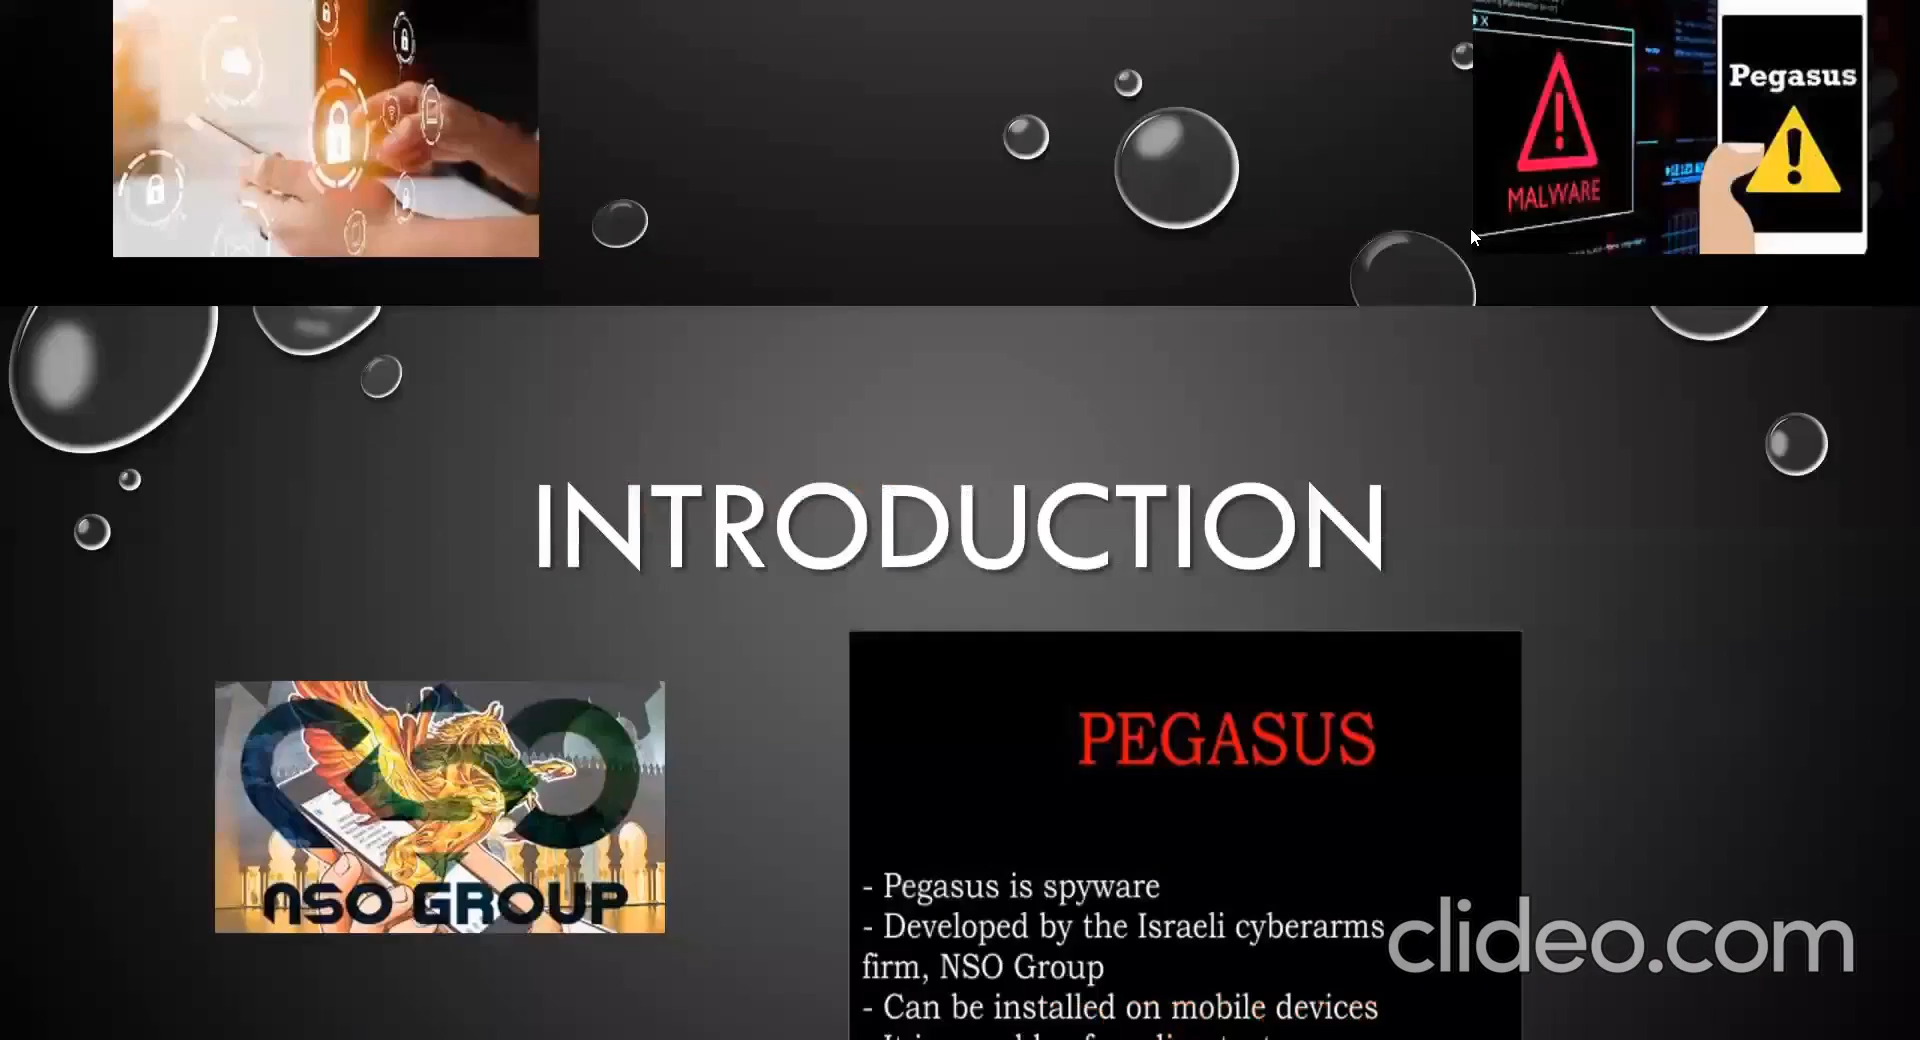 Pegasus
MALWARE
INTRODUCTION
NSO GROUP
PEGASUS
- Pegasus is spyware
- Developed by the Israeli cyberarms
firm, NSO Group
- Can be installed on mobile devices
clideo.com